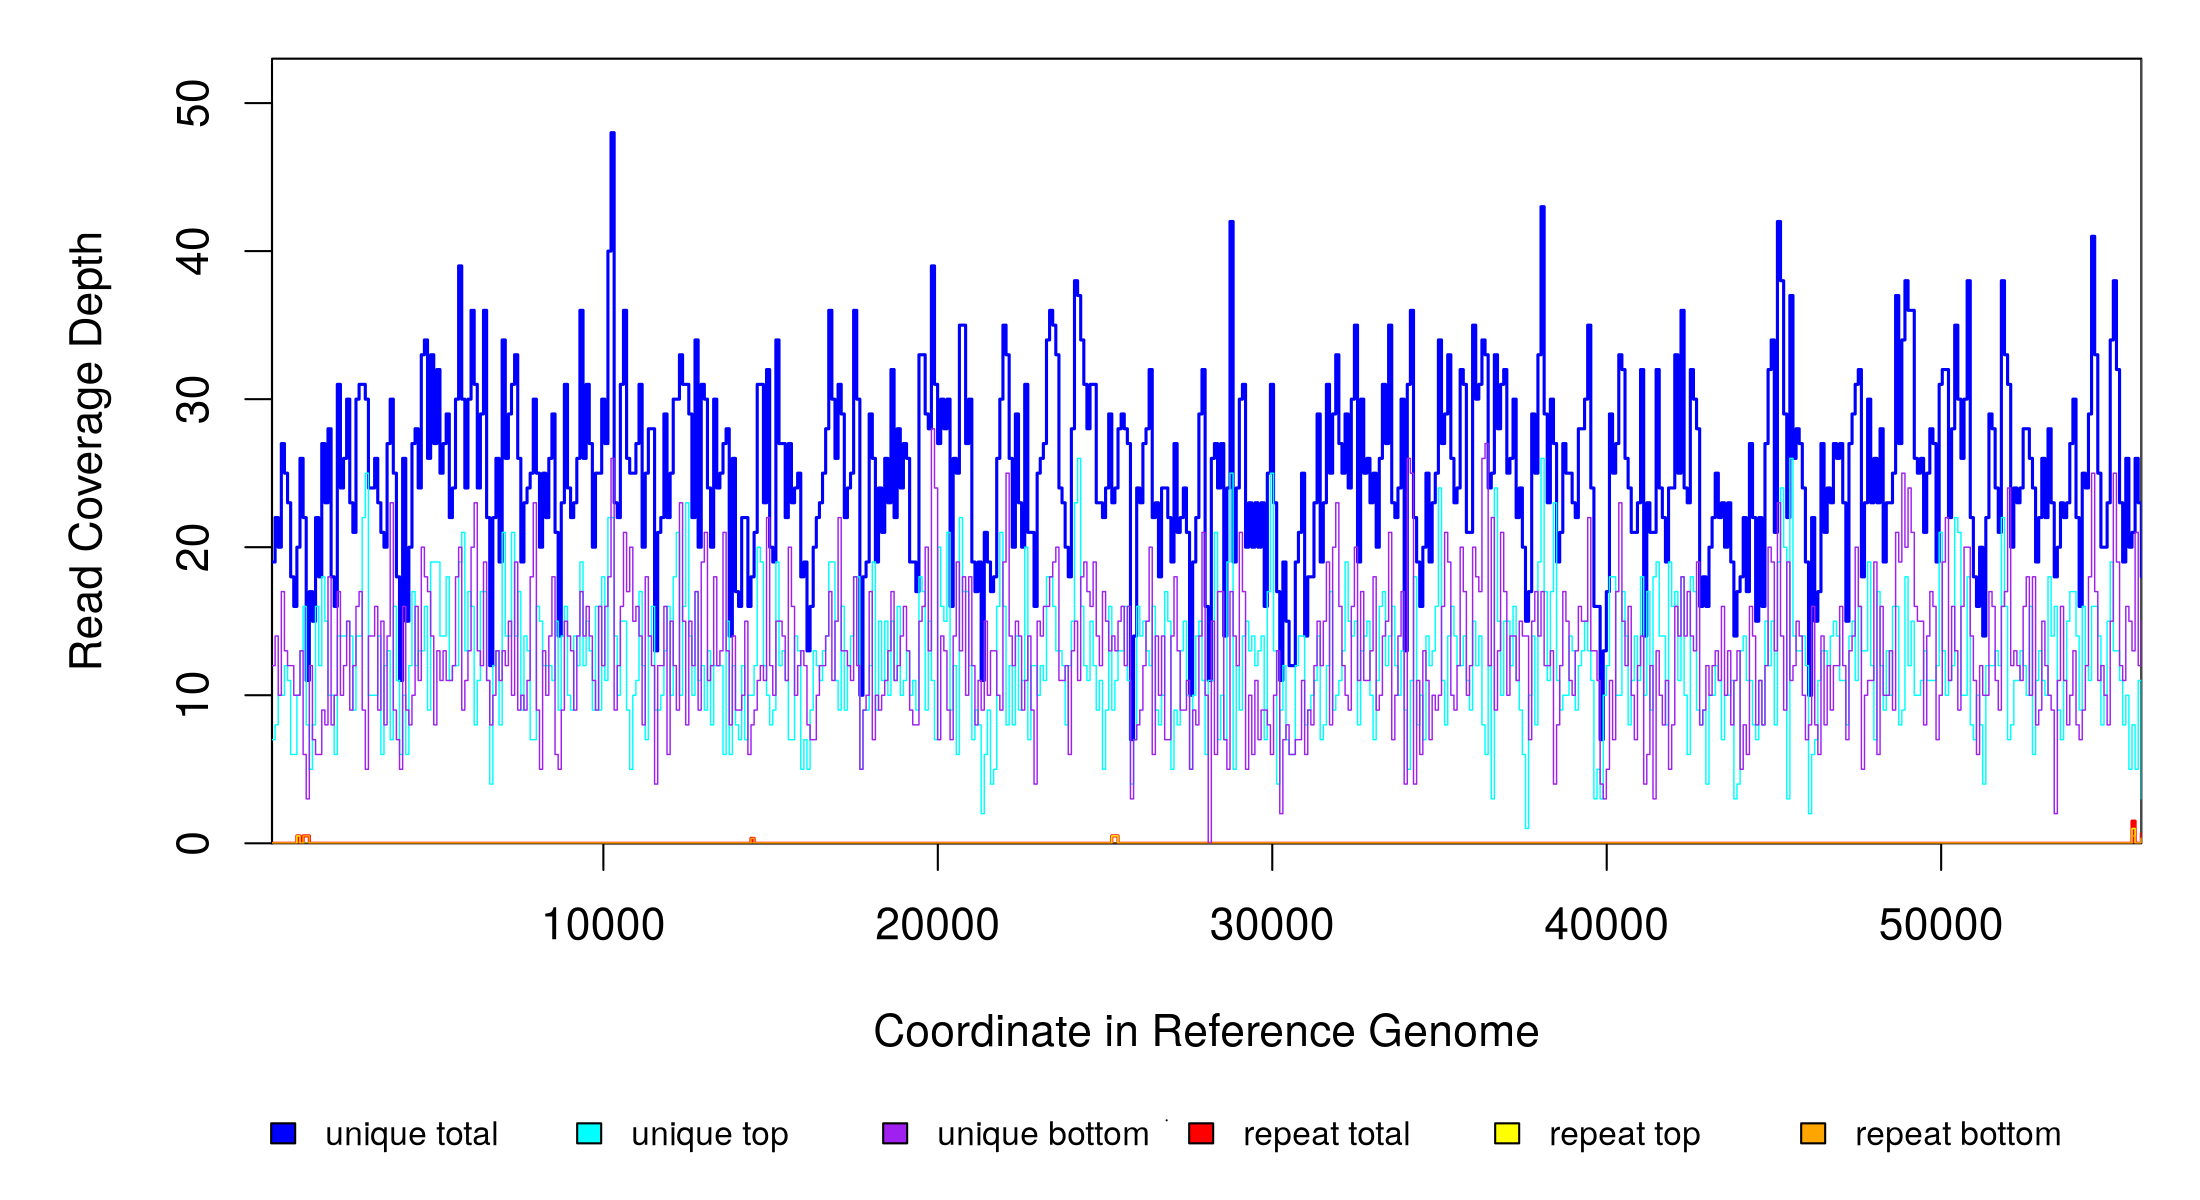 Read Coverage Depth
50
40
30
20
10
0
10000 20000 30000 40000 50000
Coordinate in Reference Genome
unique total unique top unique bottom repeat total repeat top repeat bottom